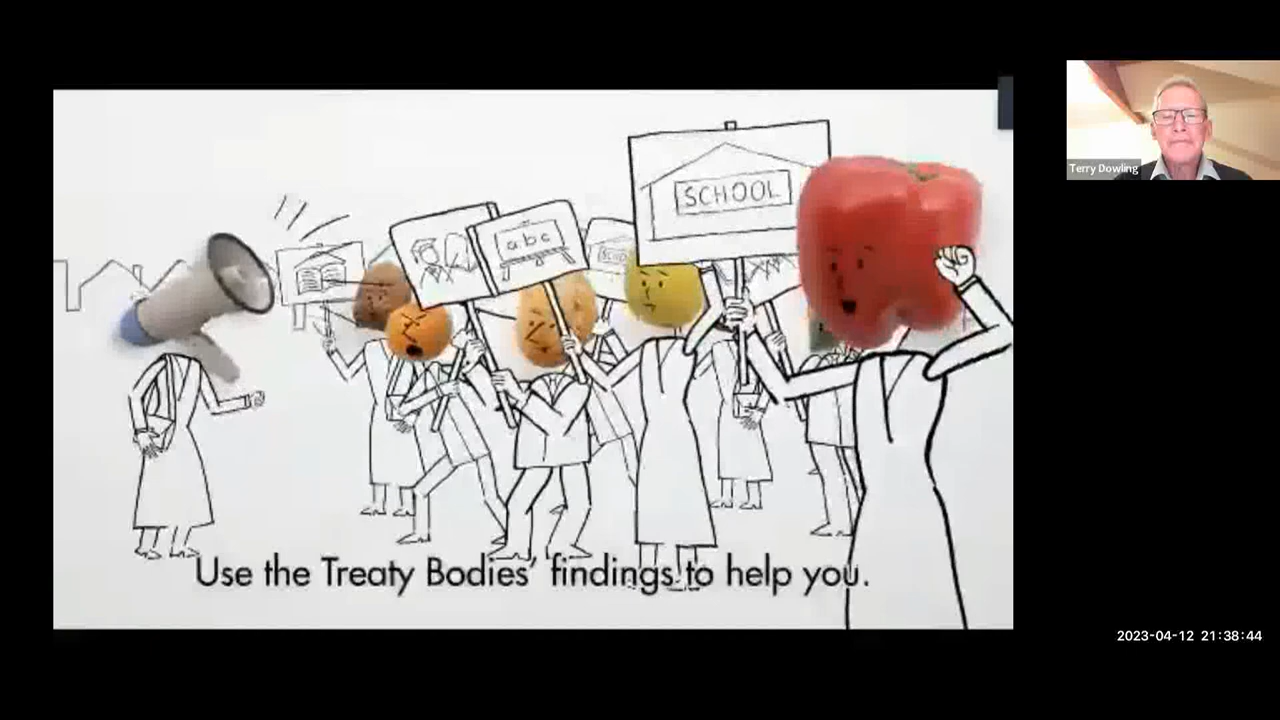 SCHOOL
abc
Terry Dowling
Use the Treaty Bodies' findings to help you.
2023-04-12 21:38:44